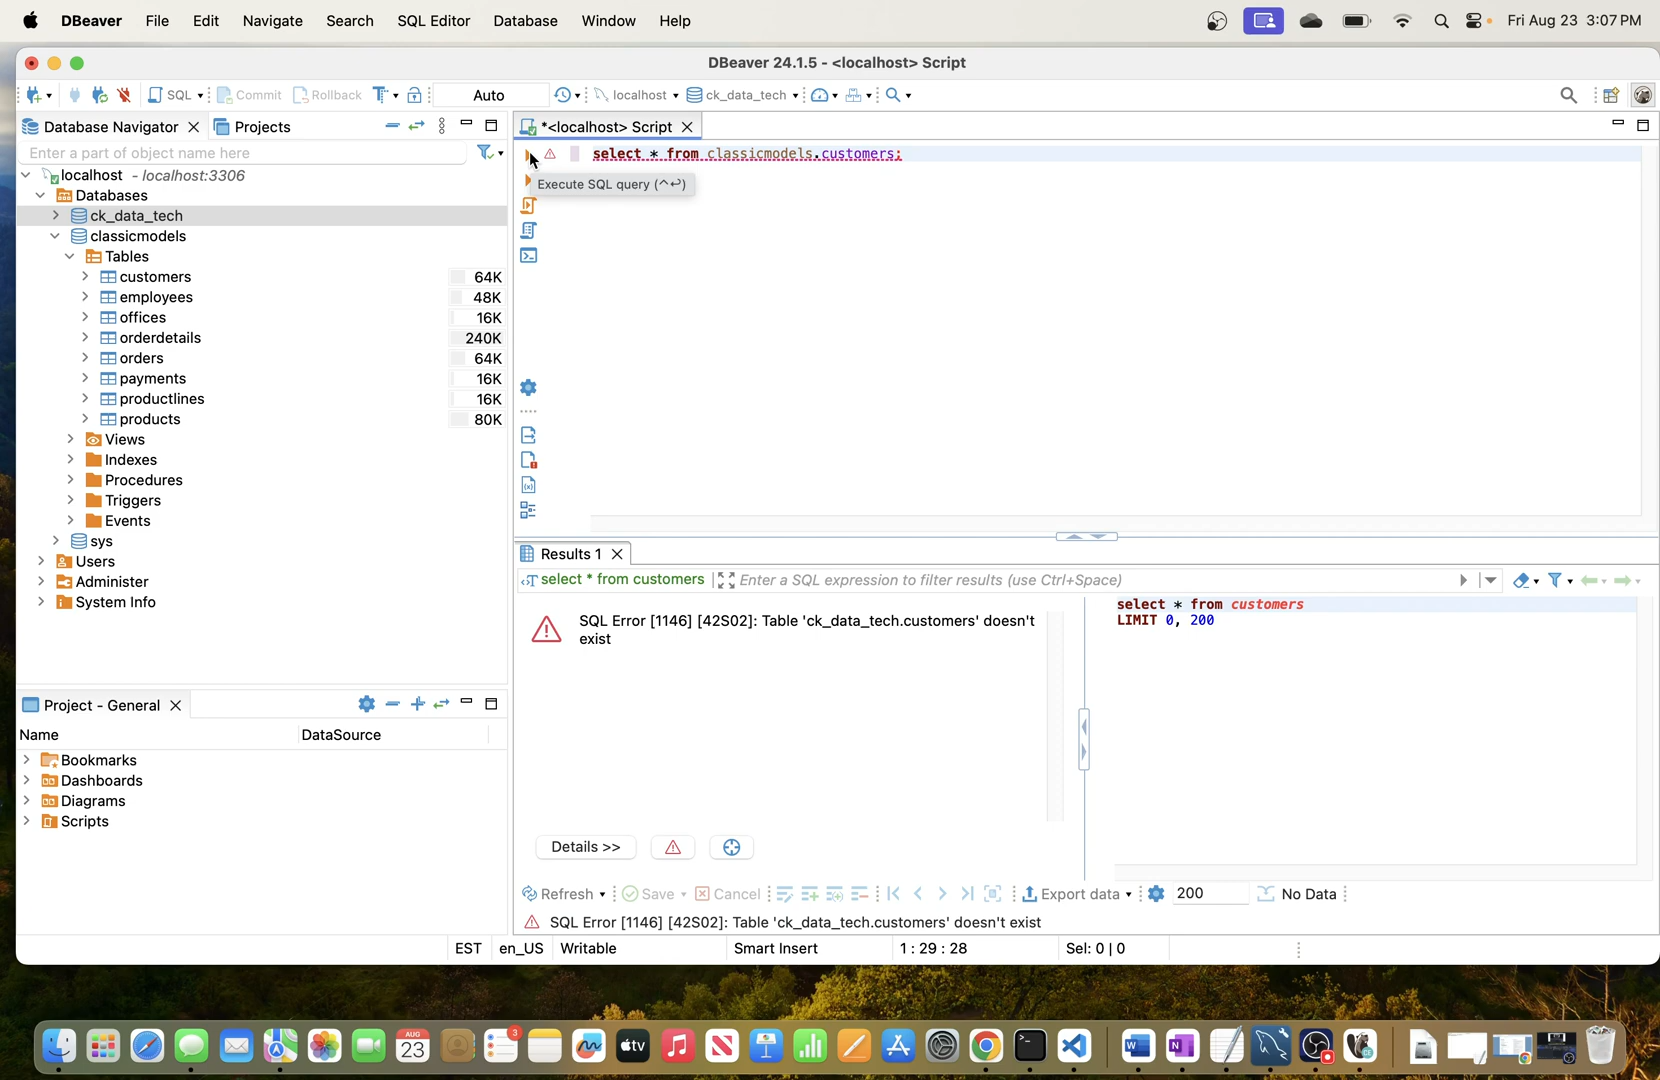 DBeaver File Edit Navigate Search SQL Editor Database Window Help Fri Aug 23 3:07 PM
DBeaver 24.1.5 - <localhost> Script
SQL Commit Rollback Auto localhost ck_data_tech
Database Navigator Projects
Enter a part of object name here
localhost - localhost:3306
Databases
ck_data_tech
classicmodels
Tables
customers 64K
employees 48K
offices 16K
orderdetails 240K
orders 64K
payments 16K
productlines 16K
products 80K
Views
Indexes
Procedures
Triggers
Events
sys
Users
Administer
System Info
Project - General
Name DataSource
Bookmarks
Dashboards
Diagrams
Scripts
*<localhost> Script
select * from classicmodels.customers;
Execute SQL query (^↩)
Results 1
select * from customers Enter a SQL expression to filter results (use Ctrl+Space)
SQL Error [1146] [42S02]: Table 'ck_data_tech.customers' doesn't
exist
select * from customers
LIMIT 0, 200
Details >>
Refresh Save Cancel Export data 200 No Data
SQL Error [1146] [42S02]: Table 'ck_data_tech.customers' doesn't exist
EST en_US Writable Smart Insert 1 : 29 : 28 Sel: 0 | 0
AUG
23
3
tv